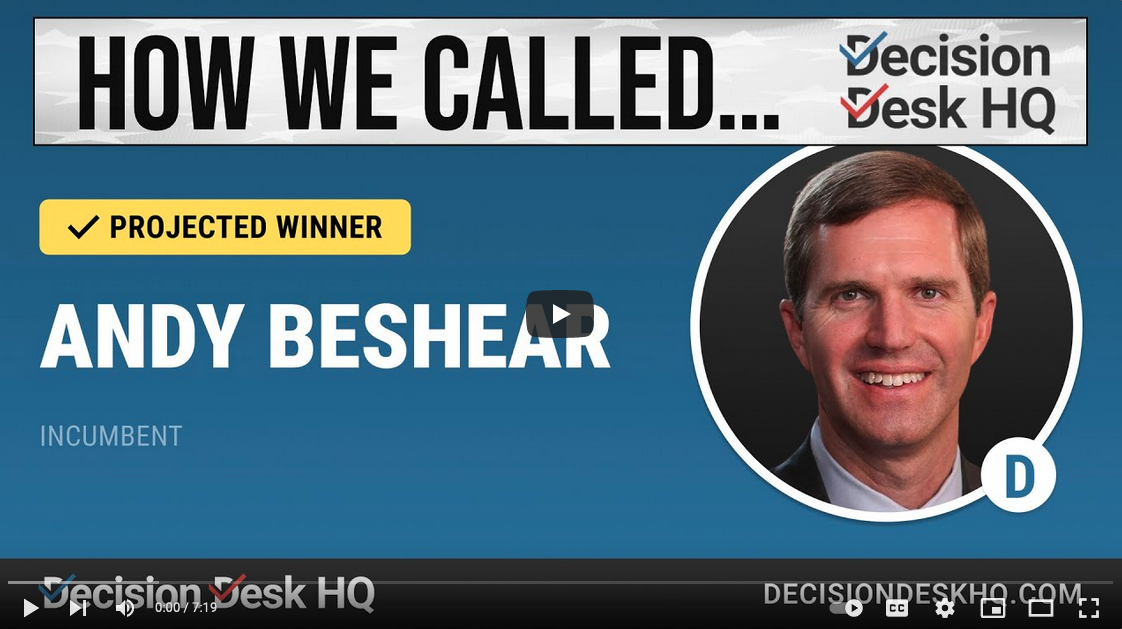 HOW WE CALLED...
Decision
Desk HQ
PROJECTED WINNER
ANDY BESHEAR
INCUMBENT
D
Decision Desk HQ
DECISIONDESKHQ.COM
0:00 / 7:19
CC